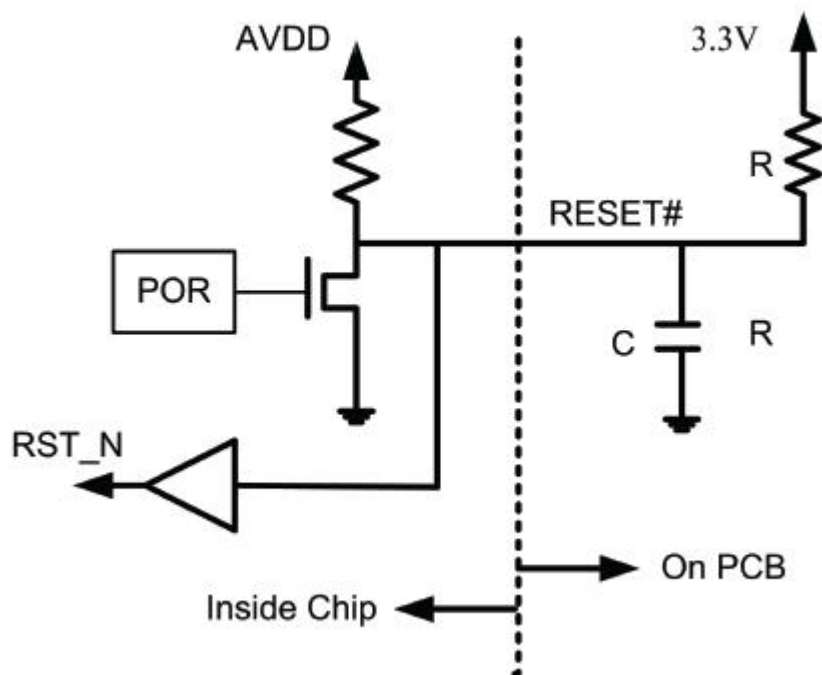 AVDD
3.3V
R
RESET#
POR
C
R
RST_N
On PCB
Inside Chip